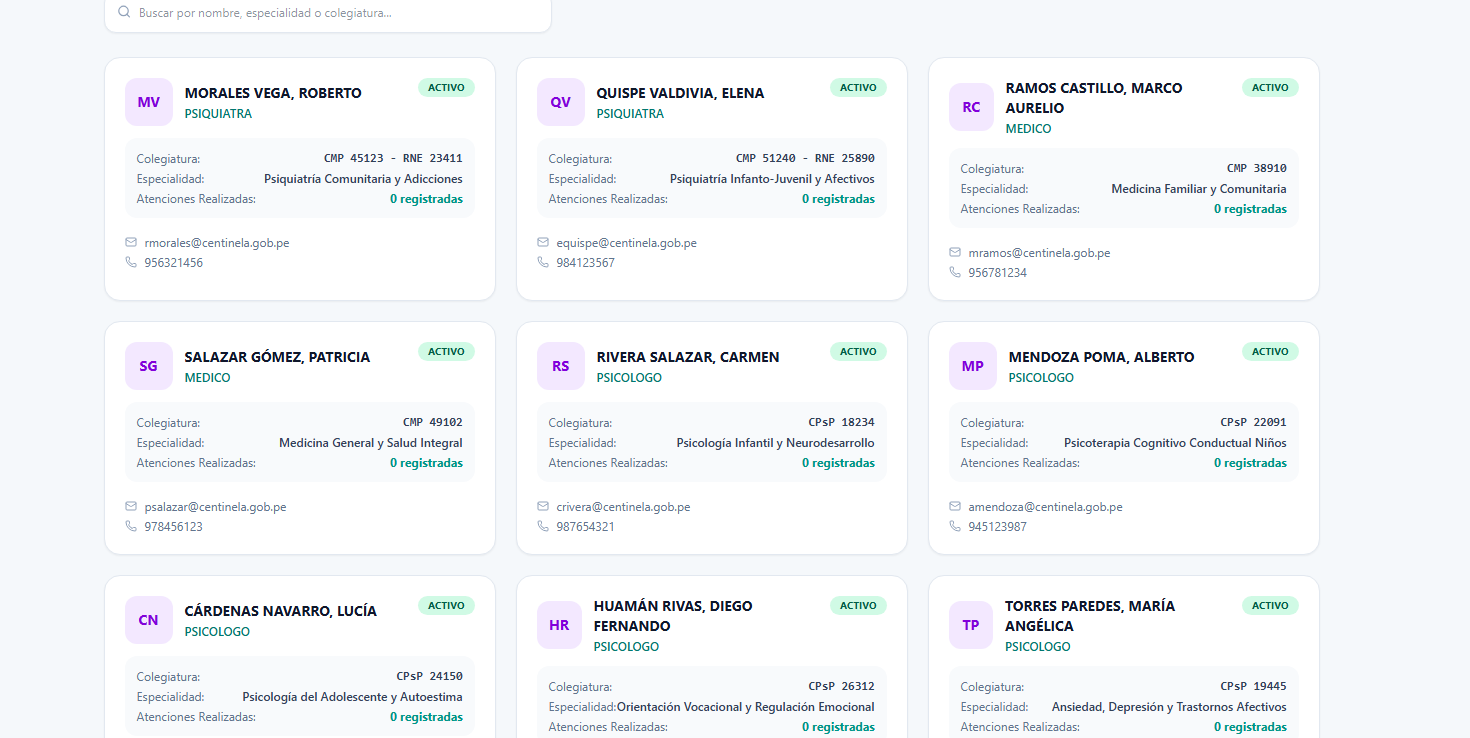 Buscar por nombre, especialidad o colegiatura...
MV
MORALES VEGA, ROBERTO
ACTIVO
PSIQUIATRA
Colegiatura: CMP 45123 - RNE 23411
Especialidad: Psiquiatría Comunitaria y Adicciones
Atenciones Realizadas: 0 registradas
rmorales@centinela.gob.pe
956321456
QV
QUISPE VALDIVIA, ELENA
ACTIVO
PSIQUIATRA
Colegiatura: CMP 51240 - RNE 25890
Especialidad: Psiquiatría Infanto-Juvenil y Afectivos
Atenciones Realizadas: 0 registradas
equispe@centinela.gob.pe
984123567
RC
RAMOS CASTILLO, MARCO
AURELIO
ACTIVO
MEDICO
Colegiatura: CMP 38910
Especialidad: Medicina Familiar y Comunitaria
Atenciones Realizadas: 0 registradas
mramos@centinela.gob.pe
956781234
SG
SALAZAR GÓMEZ, PATRICIA
ACTIVO
MEDICO
Colegiatura: CMP 49102
Especialidad: Medicina General y Salud Integral
Atenciones Realizadas: 0 registradas
psalazar@centinela.gob.pe
978456123
RS
RIVERA SALAZAR, CARMEN
ACTIVO
PSICOLOGO
Colegiatura: CPsP 18234
Especialidad: Psicología Infantil y Neurodesarrollo
Atenciones Realizadas: 0 registradas
crivera@centinela.gob.pe
987654321
MP
MENDOZA POMA, ALBERTO
ACTIVO
PSICOLOGO
Colegiatura: CPsP 22091
Especialidad: Psicoterapia Cognitivo Conductual Niños
Atenciones Realizadas: 0 registradas
amendoza@centinela.gob.pe
945123987
CN
CÁRDENAS NAVARRO, LUCÍA
ACTIVO
PSICOLOGO
Colegiatura: CPsP 24150
Especialidad: Psicología del Adolescente y Autoestima
Atenciones Realizadas: 0 registradas
HR
HUAMÁN RIVAS, DIEGO
FERNANDO
ACTIVO
PSICOLOGO
Colegiatura: CPsP 26312
Especialidad:Orientación Vocacional y Regulación Emocional
Atenciones Realizadas: 0 registradas
TP
TORRES PAREDES, MARÍA
ANGÉLICA
ACTIVO
PSICOLOGO
Colegiatura: CPsP 19445
Especialidad: Ansiedad, Depresión y Trastornos Afectivos
Atenciones Realizadas: 0 registradas